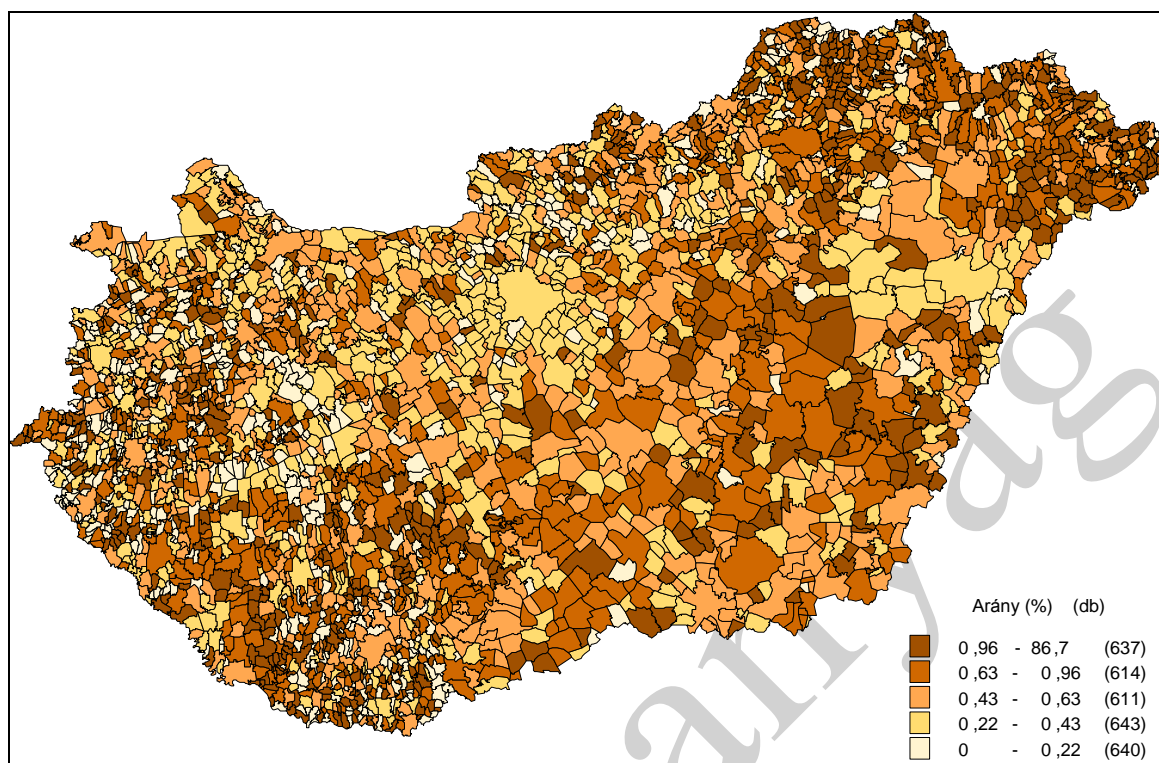 Arány (%) (db)
0 ,96 - 86 ,7 (637)
0 ,63 - 0 ,96 (614)
0 ,43 - 0 ,63 (611)
0 ,22 - 0 ,43 (643)
0 - 0 ,22 (640)
anyag